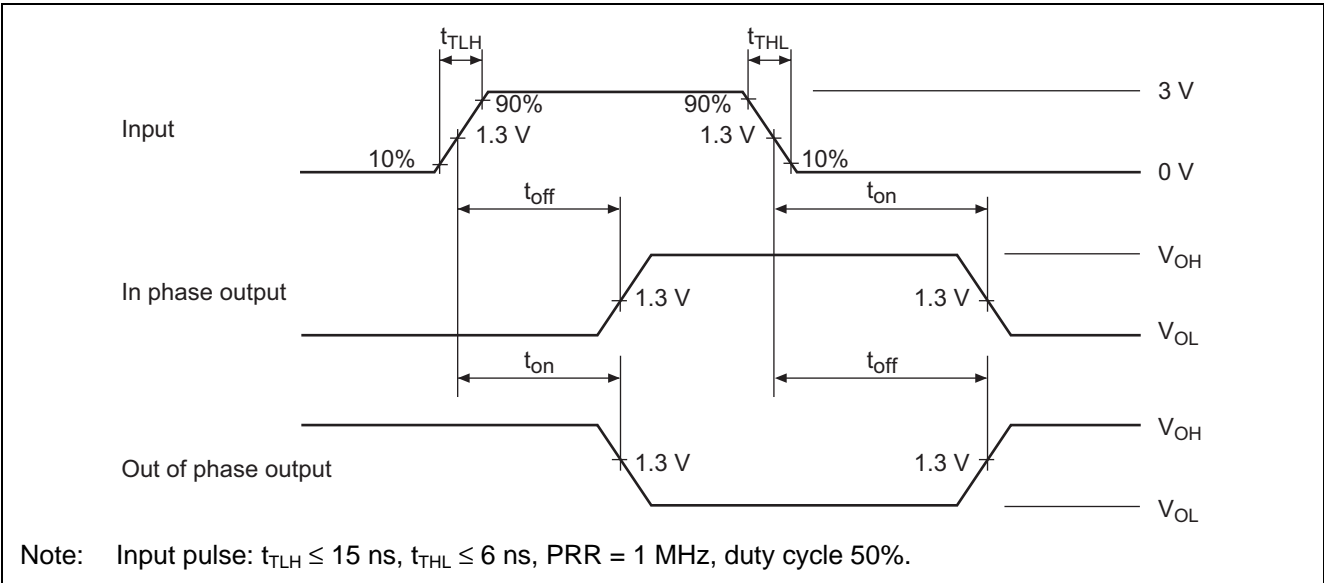 tTLH tTHL
90% 90% 3 V
Input 1.3 V 1.3 V
10% 10% 0 V
toff ton
VOH
In phase output 1.3 V 1.3 V
VOL
ton toff
VOH
Out of phase output 1.3 V 1.3 V
VOL
Note: Input pulse: tTLH ≤ 15 ns, tTHL ≤ 6 ns, PRR = 1 MHz, duty cycle 50%.